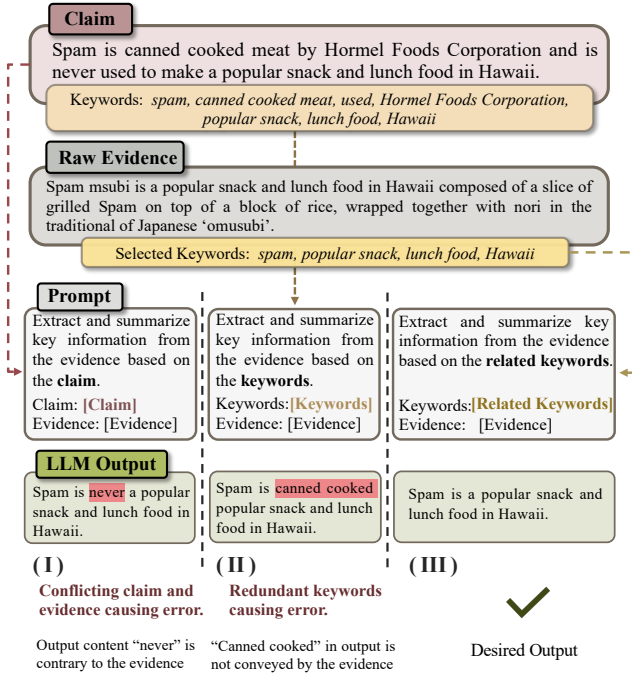 Claim
Spam is canned cooked meat by Hormel Foods Corporation and is
never used to make a popular snack and lunch food in Hawaii.
Keywords: spam, canned cooked meat, used, Hormel Foods Corporation,
popular snack, lunch food, Hawaii
Raw Evidence
Spam msubi is a popular snack and lunch food in Hawaii composed of a slice of
grilled Spam on top of a block of rice, wrapped together with nori in the
traditional of Japanese ‘omusubi’.
Selected Keywords: spam, popular snack, lunch food, Hawaii
Prompt
Extract and summarize
key information from
the evidence based on
the claim.
Claim: [Claim]
Evidence: [Evidence]
Extract and summarize
key information from
the evidence based on
the keywords.
Keywords:[Keywords]
Evidence: [Evidence]
Extract and summarize key
information from the evidence
based on the related keywords.
Keywords:[Related Keywords]
Evidence: [Evidence]
LLM Output
Spam is never a popular
snack and lunch food in
Hawaii.
Spam is canned cooked
popular snack and lunch
food in Hawaii.
Spam is a popular snack and
lunch food in Hawaii.
( I )
Conflicting claim and
evidence causing error.
Output content “never” is
contrary to the evidence
( II )
Redundant keywords
causing error.
“Canned cooked” in output is
not conveyed by the evidence
( III )
Desired Output